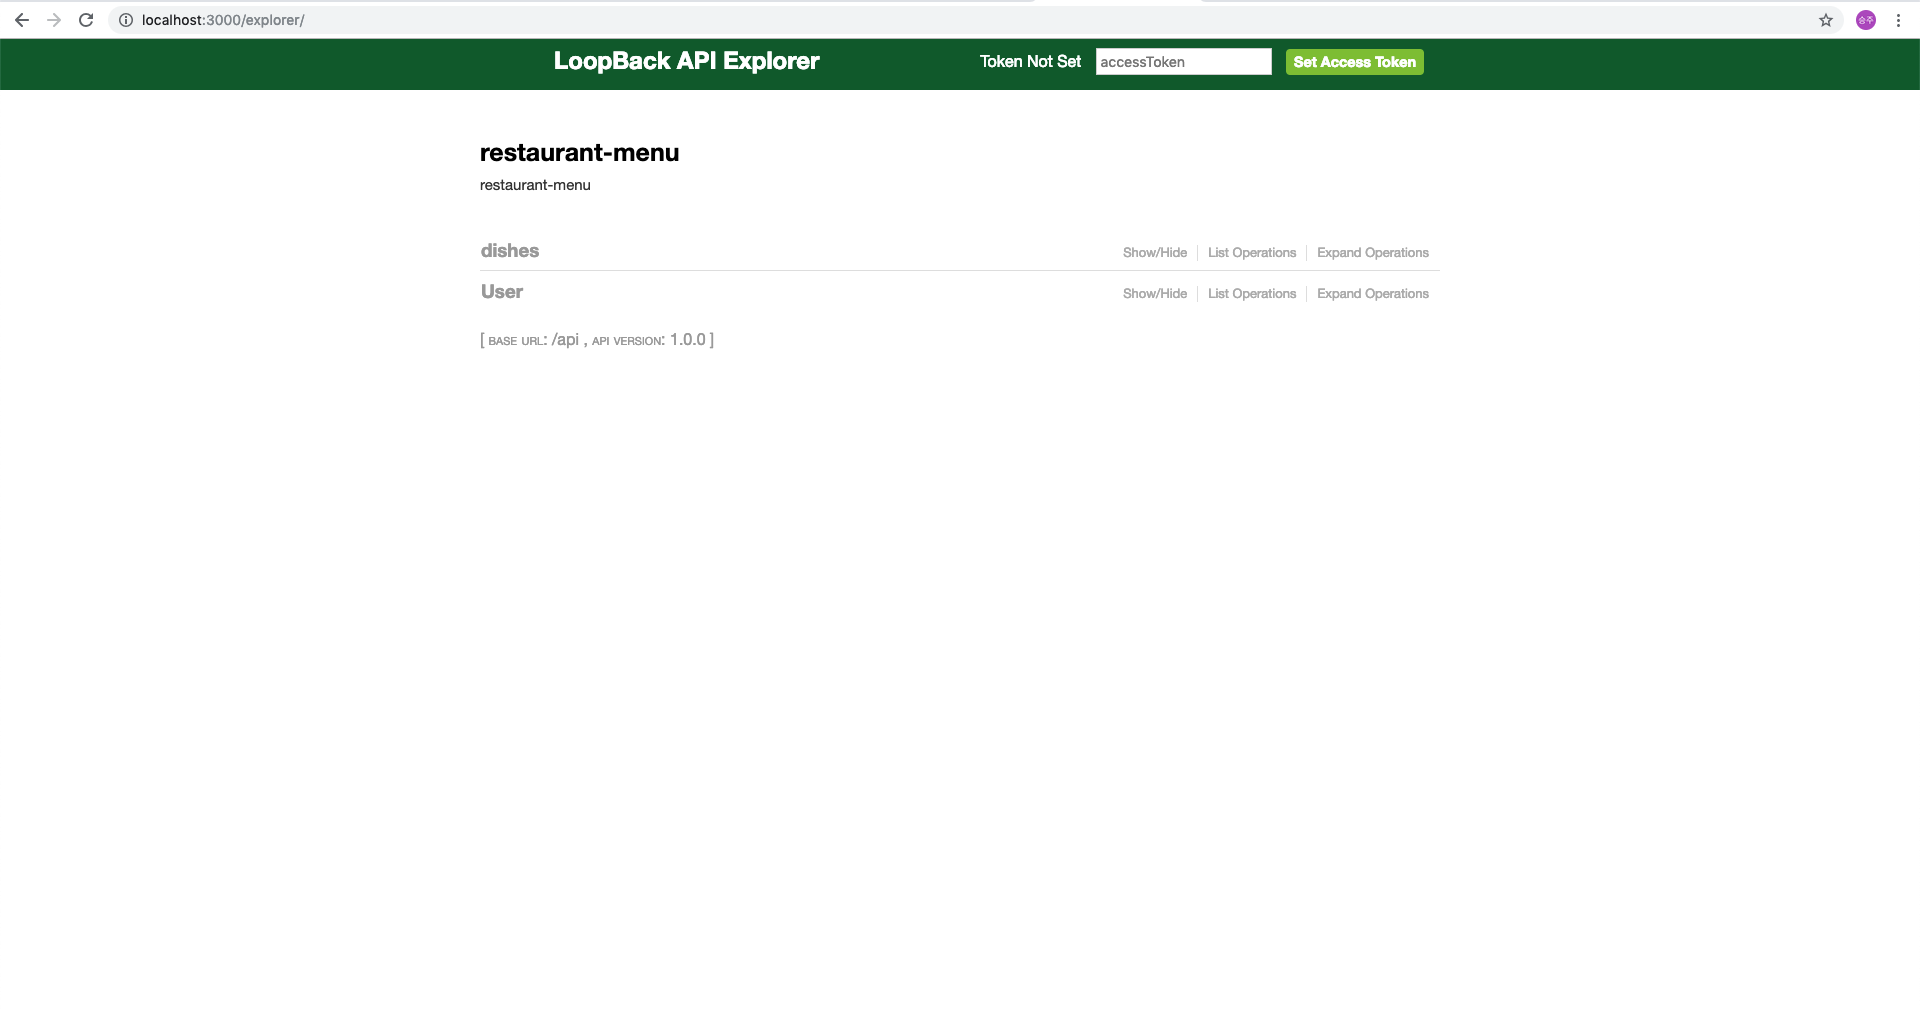 localhost:3000/explorer/
승주
LoopBack API Explorer Token Not Set accessToken Set Access Token
restaurant-menu
restaurant-menu
dishes Show/Hide List Operations Expand Operations
User Show/Hide List Operations Expand Operations
[ BASE URL: /api , API VERSION: 1.0.0 ]